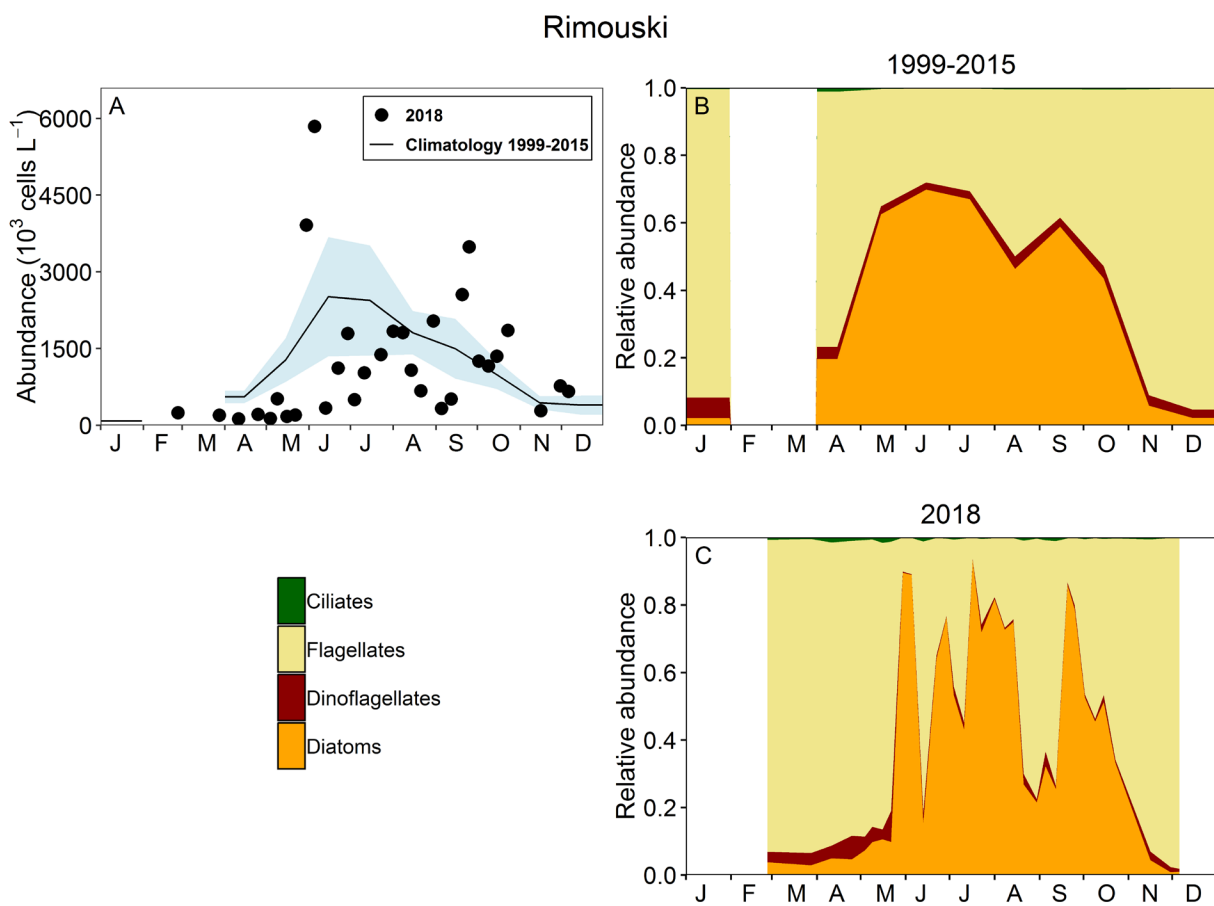 Rimouski
A
6000
4500
3000
1500
0
Abundance (10³ cells L⁻¹)
2018
Climatology 1999-2015
J F M A M J J A S O N D
1999-2015
B
1.0
0.8
0.6
0.4
0.2
0.0
Relative abundance
J F M A M J J A S O N D
Ciliates
Flagellates
Dinoflagellates
Diatoms
2018
C
1.0
0.8
0.6
0.4
0.2
0.0
Relative abundance
J F M A M J J A S O N D